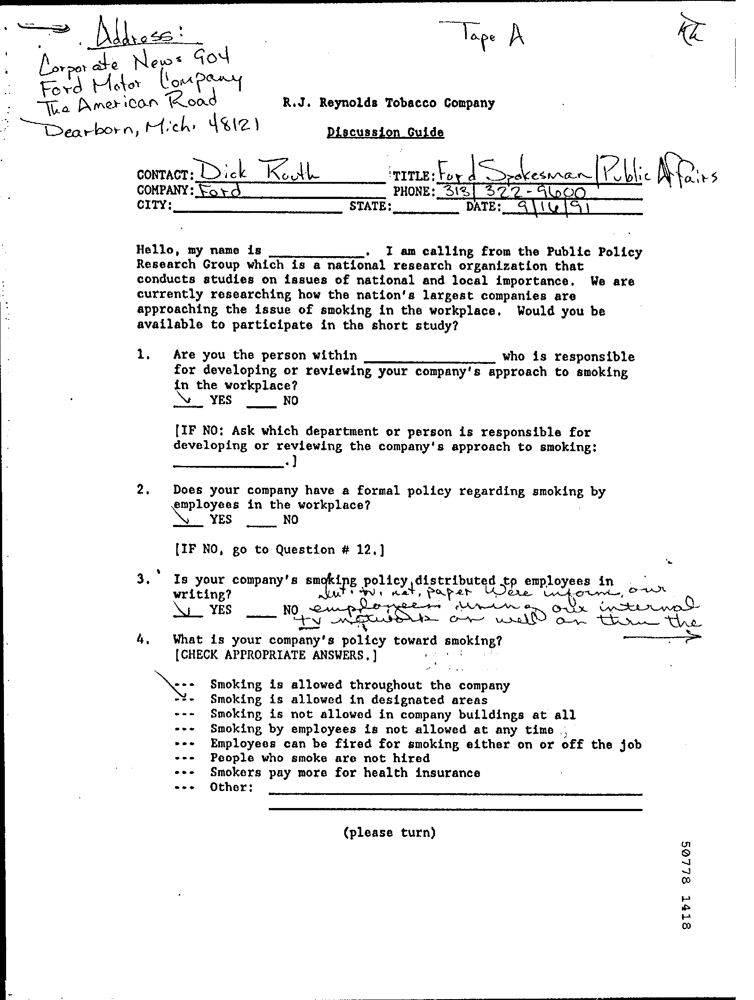 Address:
Tape A
Corporate News 904
Ford Motor Company
The American Road
Dearborn, Mich. 48121
R.J. Reynolds Tobacco Company
Discussion Guide
CONTACT: Dick Routh TITLE: Ford Spokesman/Public Affairs
COMPANY: Ford PHONE: 313/322-9600
CITY: STATE: DATE: 9/16/91
Hello, my name is ____________. I am calling from the Public Policy
Research Group which is a national research organization that
conducts studies on issues of national and local importance. We are
currently researching how the nation's largest companies are
approaching the issue of smoking in the workplace. Would you be
available to participate in the short study?
1. Are you the person within ________________ who is responsible
for developing or reviewing your company's approach to smoking
in the workplace?
YES ____ NO
[IF NO: Ask which department or person is responsible for
developing or reviewing the company's approach to smoking:
______________.]
2. Does your company have a formal policy regarding smoking by
employees in the workplace?
YES ____ NO
[IF NO, go to Question # 12.]
3. Is your company's smoking policy distributed to employees in
writing? net, paper were inform, our
YES ____ NO employees using our internal
tv network as well as thru the
4. What is your company's policy toward smoking?
[CHECK APPROPRIATE ANSWERS.]
--- Smoking is allowed throughout the company
--- Smoking is allowed in designated areas
--- Smoking is not allowed in company buildings at all
--- Smoking by employees is not allowed at any time
--- Employees can be fired for smoking either on or off the job
--- People who smoke are not hired
--- Smokers pay more for health insurance
--- Other:
(please turn)
50778 1418